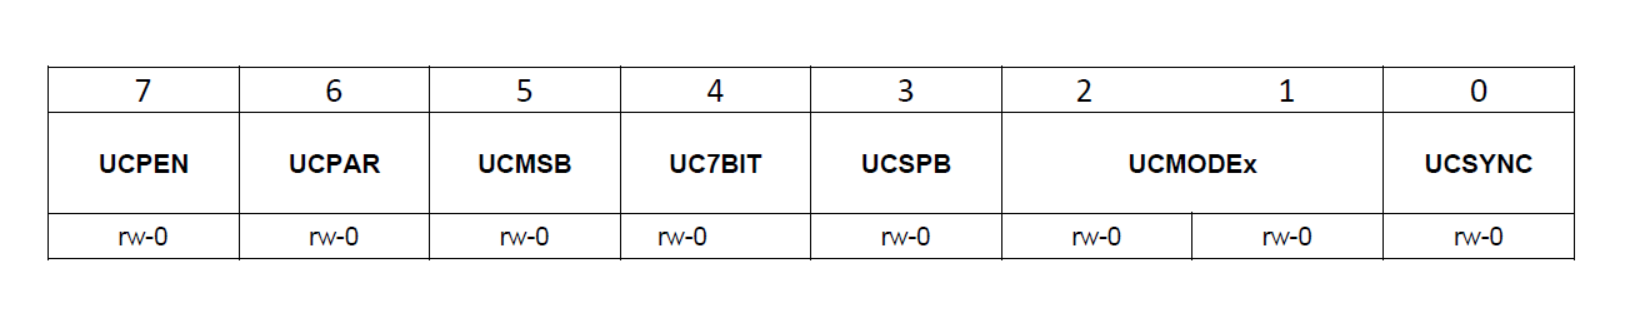 7 6 5 4 3 2 1 0
UCPEN UCPAR UCMSB UC7BIT UCSPB UCMODEx UCSYNC
rw-0 rw-0 rw-0 rw-0 rw-0 rw-0 rw-0 rw-0